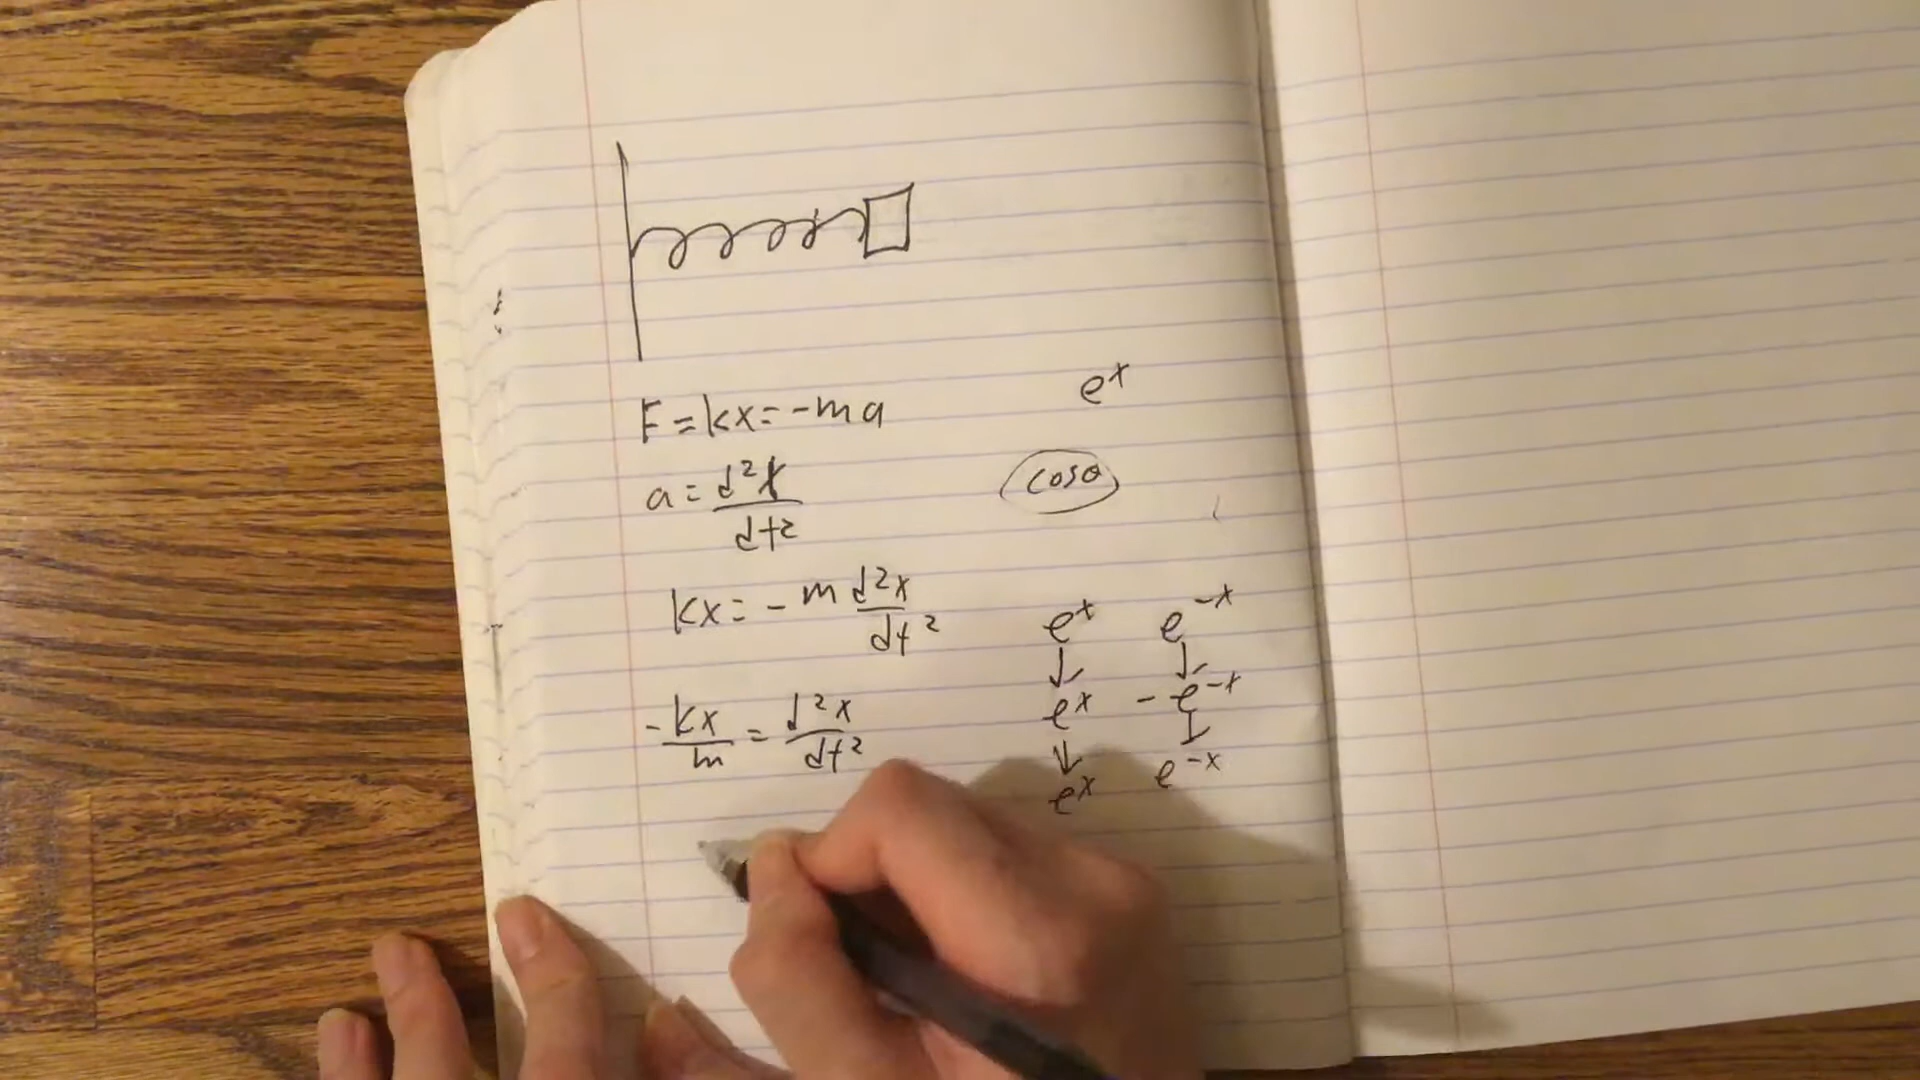 F = kx = -ma
e^x
a = d²x/dt²
cosθ
kx = -m d²x/dt²
e^x
e^-x
↓
↓
e^x
-e^-x
-kx/m = d²x/dt²
↓
↓
e^x
e^-x